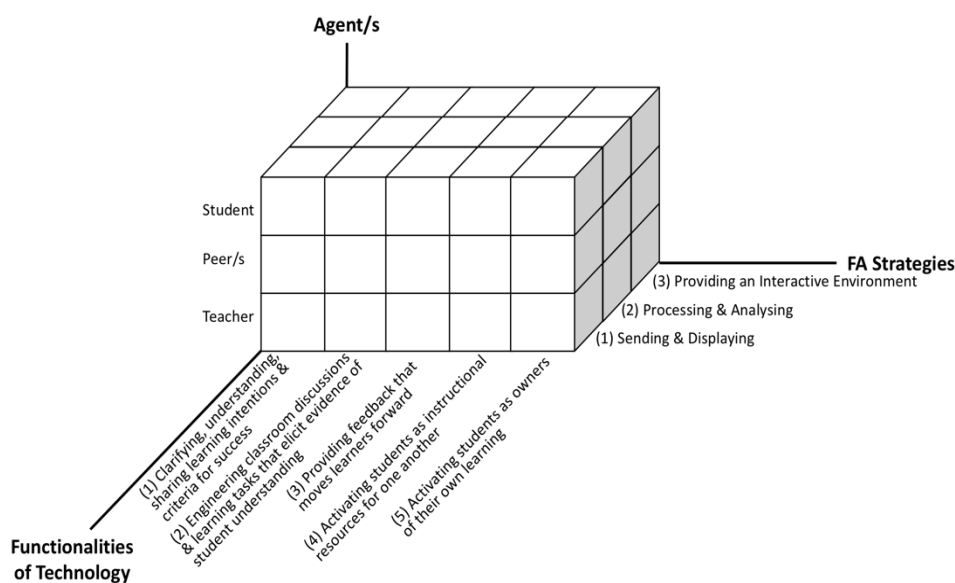 Agent/s
Student
Peer/s
Teacher
FA Strategies
(3) Providing an Interactive Environment
(2) Processing & Analysing
(1) Sending & Displaying
(1) Clarifying, understanding,
sharing learning intentions &
criteria for success
(2) Engineering classroom discussions
& learning tasks that elicit evidence of
student understanding
(3) Providing feedback that
moves learners forward
(4) Activating students as instructional
resources for one another
(5) Activating students as owners
of their own learning
Functionalities
of Technology